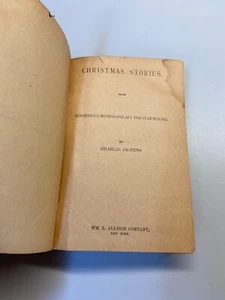 CHRISTMAS STORIES.
FROM
HOUSEHOLD WORDS AND ALL THE YEAR ROUND.
BY
CHARLES DICKENS
WM. L. ALLISON COMPANY,
NEW YORK.